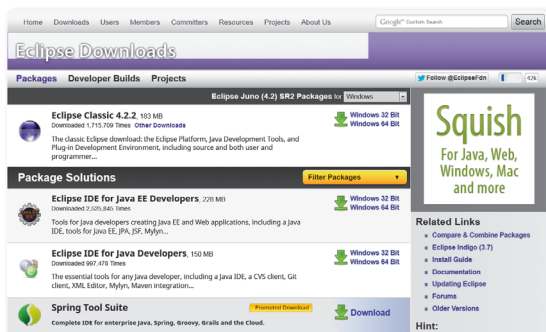 Home Downloads Users Members Committers Resources Projects About Us Google™ Custom Search Search
Eclipse Downloads
Packages Developer Builds Projects Follow @EclipseFdn
Eclipse Juno (4.2) SR2 Packages for Windows
Eclipse Classic 4.2.2, 183 MB
Downloaded 1,715,709 Times Other Downloads
The classic Eclipse download: the Eclipse Platform, Java Development Tools, and
Plug-in Development Environment, including source and both user and
programmer...
Windows 32 Bit
Windows 64 Bit
Package Solutions Filter Packages
Eclipse IDE for Java EE Developers, 228 MB
Downloaded 2,525,845 Times
Tools for Java developers creating Java EE and Web applications, including a Java
IDE, tools for Java EE, JPA, JSF, Mylyn...
Windows 32 Bit
Windows 64 Bit
Eclipse IDE for Java Developers, 150 MB
Downloaded 997,478 Times
The essential tools for any Java developer, including a Java IDE, a CVS client, Git
client, XML Editor, Mylyn, Maven integration...
Windows 32 Bit
Windows 64 Bit
Spring Tool Suite Promoted Download Download
Complete IDE for enterprise Java, Spring, Groovy, Grails and the Cloud.
Squish
For Java, Web,
Windows, Mac
and more
Related Links
Compare & Combine Packages
Eclipse Indigo (3.7)
Install Guide
Documentation
Updating Eclipse
Forums
Older Versions
Hint: